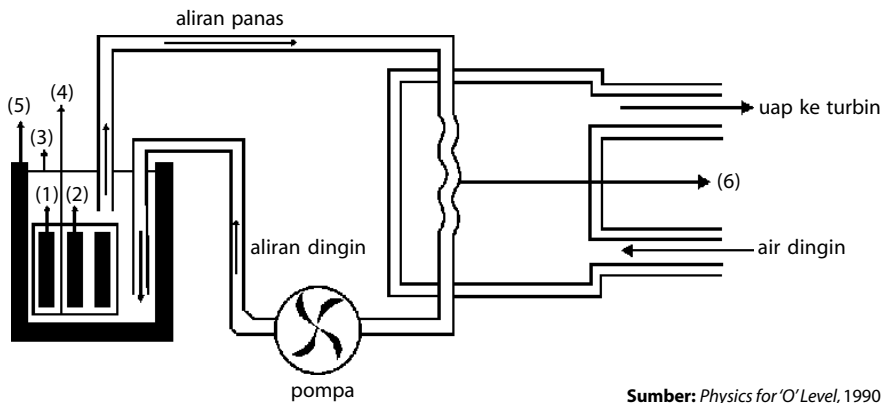 aliran panas
(4)
(5)
(3)
uap ke turbin
(1) (2)
(6)
aliran dingin
air dingin
pompa
Sumber: Physics for 'O' Level, 1990